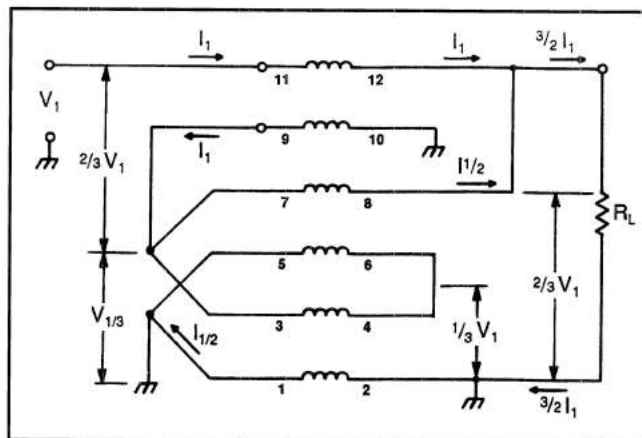 I₁ I₁ ³/₂ I₁
11 12
V₁
²/₃ V₁
I₁ 9 10
I¹/²
7 8
R_L
5 6
²/₃ V₁
V₁/₃
3 4
¹/₃ V₁
I₁/₂
1 2
³/₂ I₁